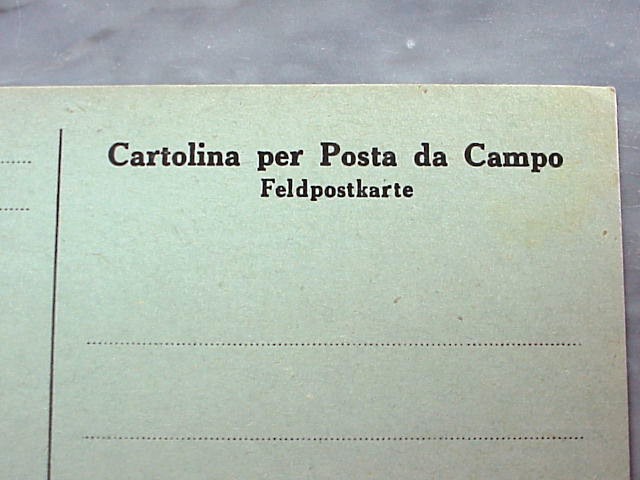 Cartolina per Posta da Campo
Feldpostkarte